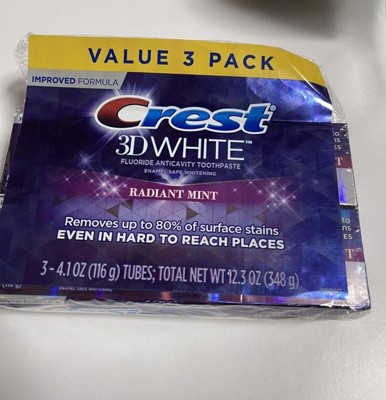 VALUE 3 PACK
IMPROVED FORMULA
Crest
3D WHITE™
FLUORIDE ANTICAVITY TOOTHPASTE
ENAMEL SAFE WHITENING
RADIANT MINT
Removes up to 80% of surface stains
EVEN IN HARD TO REACH PLACES
3 – 4.1 OZ (116 g) TUBES; TOTAL NET WT 12.3 OZ (348 g)